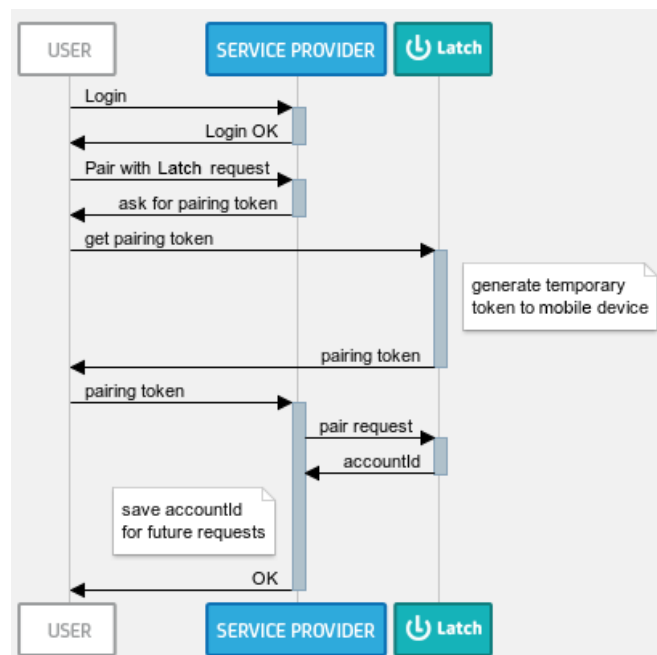 USER
SERVICE PROVIDER
Latch
Login
Login OK
Pair with Latch request
ask for pairing token
get pairing token
generate temporary
token to mobile device
pairing token
pairing token
pair request
accountId
save accountId
for future requests
OK
USER
SERVICE PROVIDER
Latch